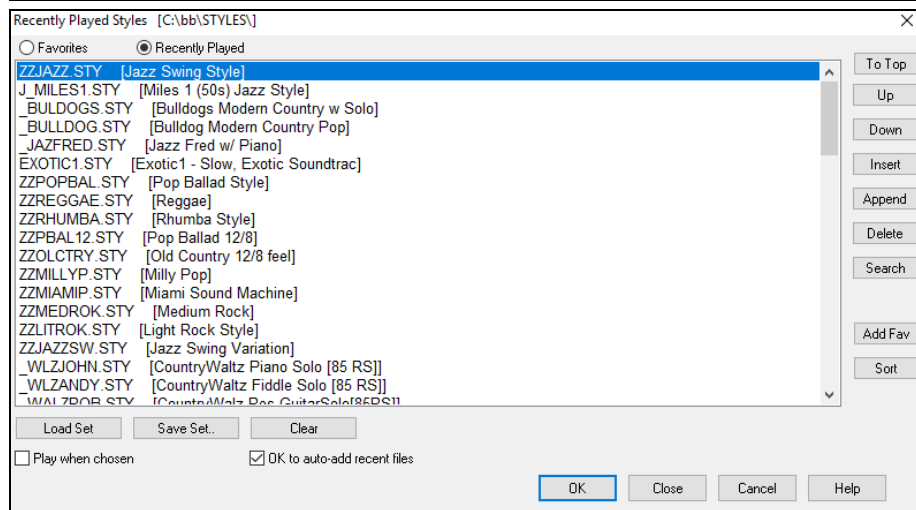 Recently Played Styles [C:\bb\STYLES\]
Favorites Recently Played
ZZJAZZ.STY [Jazz Swing Style]
J_MILES1.STY [Miles 1 (50s) Jazz Style]
_BULDOGS.STY [Bulldogs Modern Country w Solo]
_BULLDOG.STY [Bulldog Modern Country Pop]
_JAZFRED.STY [Jazz Fred w/ Piano]
EXOTIC1.STY [Exotic1 - Slow, Exotic Soundtrac]
ZZPOPBAL.STY [Pop Ballad Style]
ZZREGGAE.STY [Reggae]
ZZRHUMBA.STY [Rhumba Style]
ZZPBAL12.STY [Pop Ballad 12/8]
ZZOLCTRY.STY [Old Country 12/8 feel]
ZZMILLYP.STY [Milly Pop]
ZZMIAMIP.STY [Miami Sound Machine]
ZZMEDROK.STY [Medium Rock]
ZZLITROK.STY [Light Rock Style]
ZZJAZZSW.STY [Jazz Swing Variation]
_WLZJOHN.STY [CountryWaltz Piano Solo [85 RS]]
_WLZANDY.STY [CountryWaltz Fiddle Solo [85 RS]]
_WALZROB.STY [CountryWalz Res GuitarSolo[85RS]]
To Top
Up
Down
Insert
Append
Delete
Search
Add Fav
Sort
Load Set Save Set.. Clear
Play when chosen OK to auto-add recent files
OK Close Cancel Help